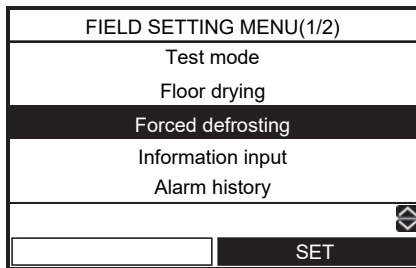 FIELD SETTING MENU(1/2)
Test mode
Floor drying
Forced defrosting
Information input
Alarm history
SET